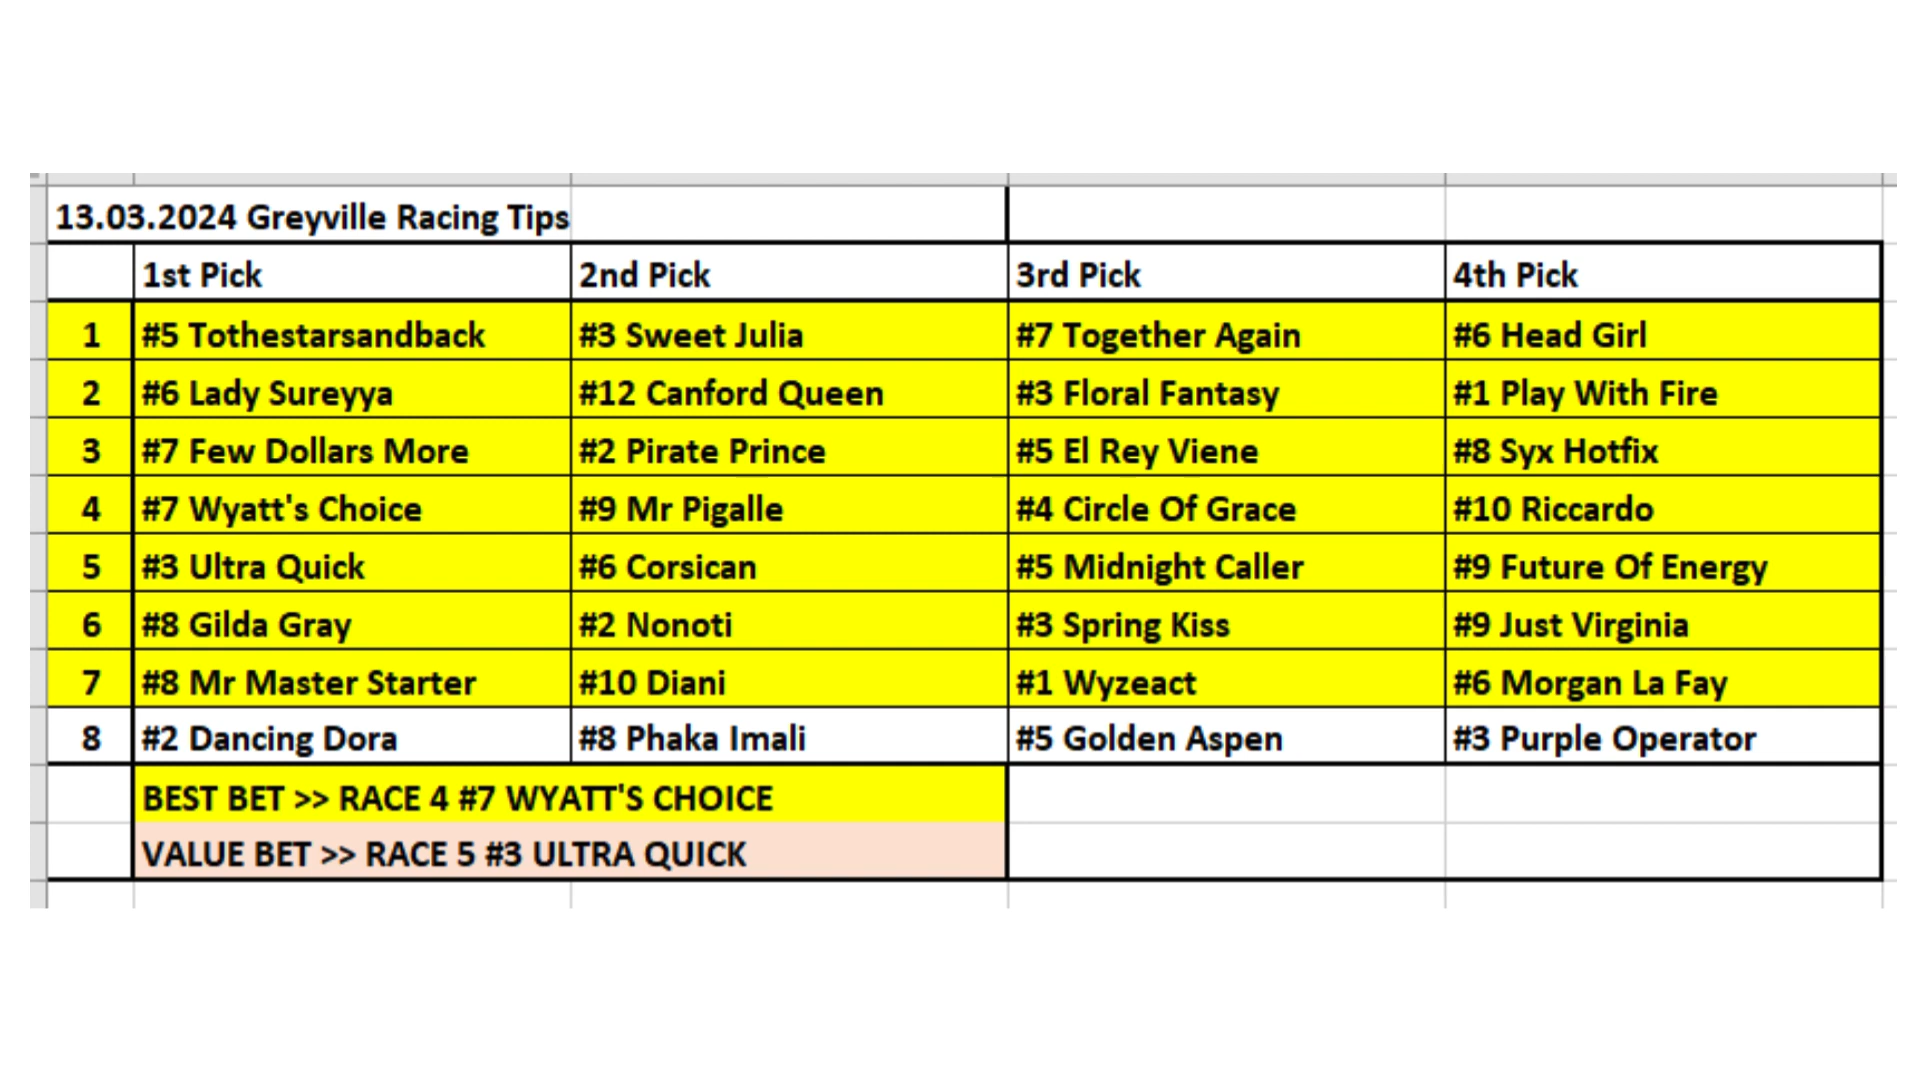 13.03.2024 Greyville Racing Tips
1st Pick 2nd Pick 3rd Pick 4th Pick
1 #5 Tothestarsandback #3 Sweet Julia #7 Together Again #6 Head Girl
2 #6 Lady Sureyya #12 Canford Queen #3 Floral Fantasy #1 Play With Fire
3 #7 Few Dollars More #2 Pirate Prince #5 El Rey Viene #8 Syx Hotfix
4 #7 Wyatt's Choice #9 Mr Pigalle #4 Circle Of Grace #10 Riccardo
5 #3 Ultra Quick #6 Corsican #5 Midnight Caller #9 Future Of Energy
6 #8 Gilda Gray #2 Nonoti #3 Spring Kiss #9 Just Virginia
7 #8 Mr Master Starter #10 Diani #1 Wyzeact #6 Morgan La Fay
8 #2 Dancing Dora #8 Phaka Imali #5 Golden Aspen #3 Purple Operator
BEST BET >> RACE 4 #7 WYATT'S CHOICE
VALUE BET >> RACE 5 #3 ULTRA QUICK